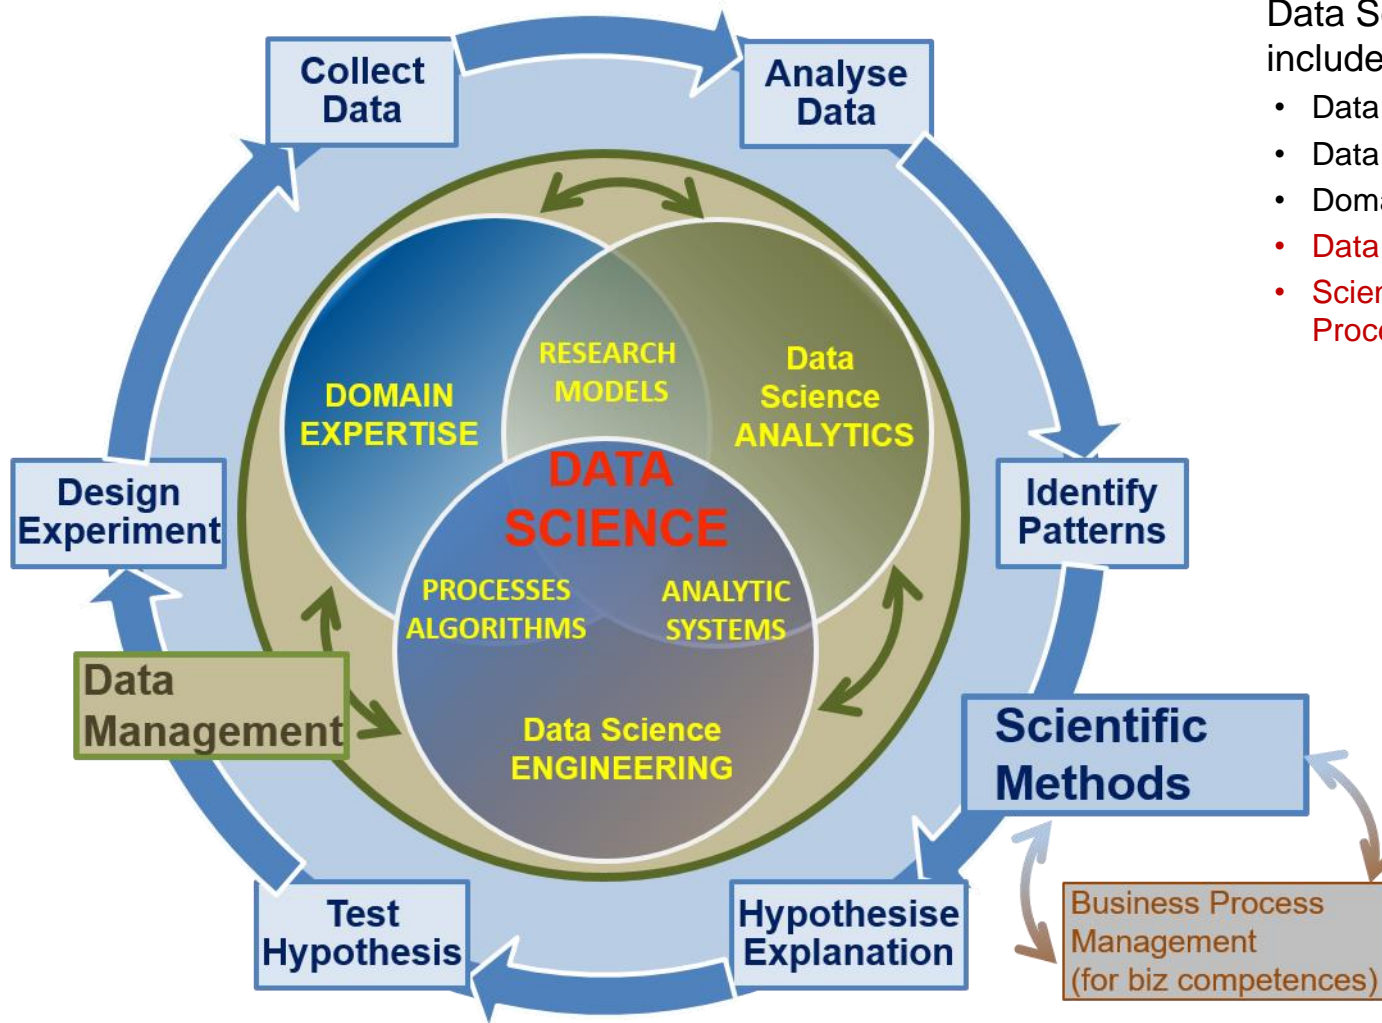 Data
include
• Data
• Data
•
• Data
•
Collect
Data
Analyse
Data
RESEARCH
MODELS
DOMAIN
EXPERTISE
Data
Science
ANALYTICS
DATA
SCIENCE
Design
Experiment
Identify
Patterns
PROCESSES
ALGORITHMS
ANALYTIC
SYSTEMS
Data
Management
Data Science
ENGINEERING
Scientific
Methods
Test
Hypothesis
Hypothesise
Explanation
Business Process
Management
(for biz competences)